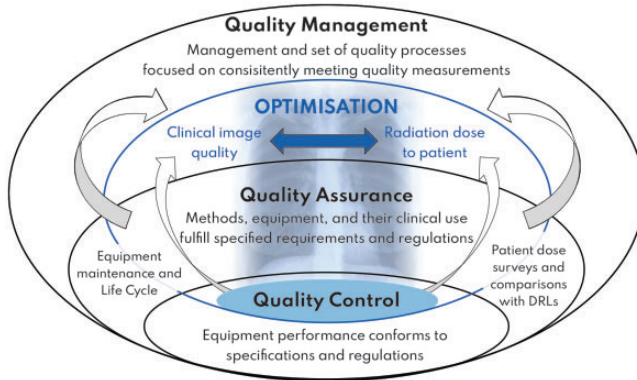 Quality Management
Management and set of quality processes
focused on consisitently meeting quality measurements
OPTIMISATION
Clinical image
quality
Radiation dose
to patient
Quality Assurance
Methods, equipment, and their clinical use
fulfill specified requirements and regulations
Equipment
maintenance and
Life Cycle
Patient dose
surveys and
comparisons
with DRLs
Quality Control
Equipment performance conforms to
specifications and regulations